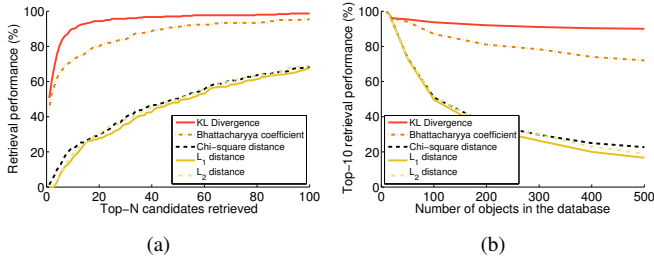 Retrieval performance (%)
100
80
60
40
20
0
0
20
40
60
80
100
Top−N candidates retrieved
KL Divergence
Bhattacharyya coefficient
Chi−square distance
L1 distance
L2 distance
(a)
Top−10 retrieval performance (%)
100
80
60
40
20
0
0
100
200
300
400
500
Number of objects in the database
KL Divergence
Bhattacharyya coefficient
Chi−square distance
L1 distance
L2 distance
(b)